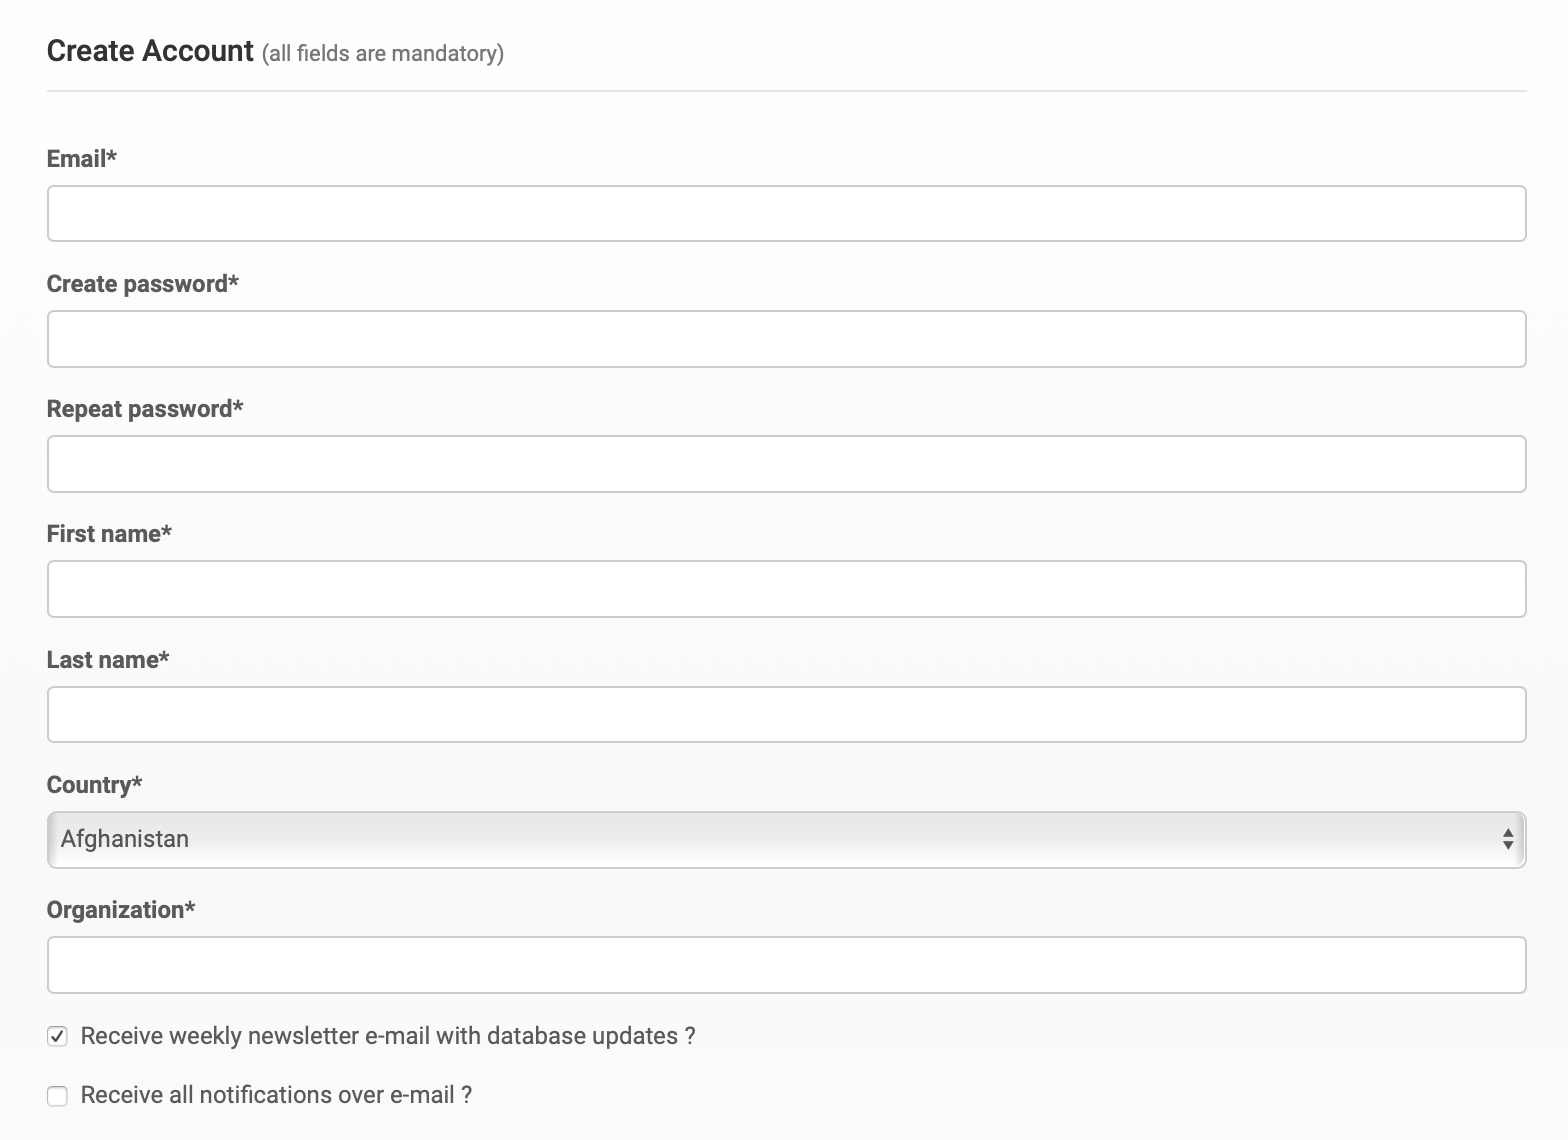 Create Account (all fields are mandatory)
Email*
Create password*
Repeat password*
First name*
Last name*
Country*
Afghanistan
Organization*
Receive weekly newsletter e-mail with database updates ?
Receive all notifications over e-mail ?